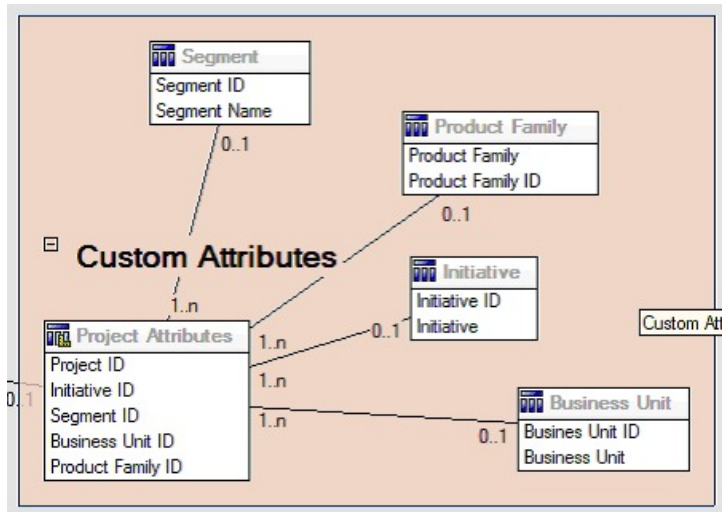 Segment
Segment ID
Segment Name
0..1
Product Family
Product Family
Product Family ID
0..1
Custom Attributes
Initiative
Initiative ID
Initiative
0..1
1..n
Project Attributes
Project ID
Initiative ID
Segment ID
Business Unit ID
Product Family ID
1..n
1..n
1..n
0..1
Custom Att
Business Unit
Busines Unit ID
Business Unit
0..1